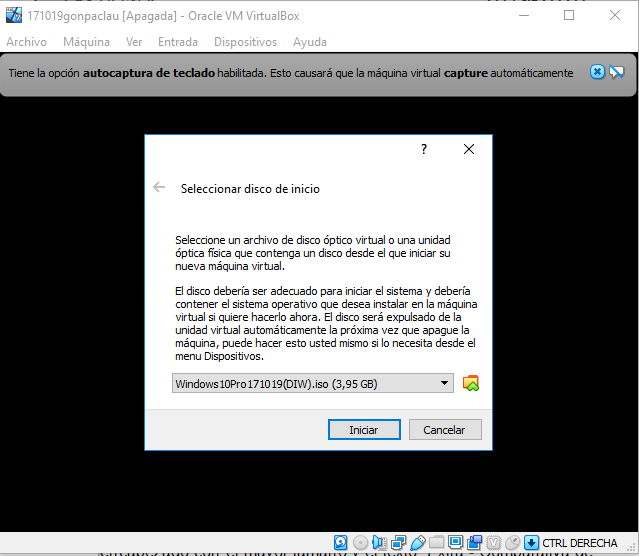 171019gonpaclau [Apagada] - Oracle VM VirtualBox
Archivo Máquina Ver Entrada Dispositivos Ayuda
Tiene la opción autocaptura de teclado habilitada. Esto causará que la máquina virtual capture automáticamente
?
Seleccionar disco de inicio
Seleccione un archivo de disco óptico virtual o una unidad
óptica física que contenga un disco desde el que iniciar su
nueva máquina virtual.
El disco debería ser adecuado para iniciar el sistema y debería
contener el sistema operativo que desea instalar en la máquina
virtual si quiere hacerlo ahora. El disco será expulsado de la
unidad virtual automáticamente la próxima vez que apague la
máquina, puede hacer esto usted mismo si lo necesita desde el
menu Dispositivos.
Windows10Pro171019(DIW).iso (3,95 GB)
Iniciar Cancelar
CTRL DERECHA